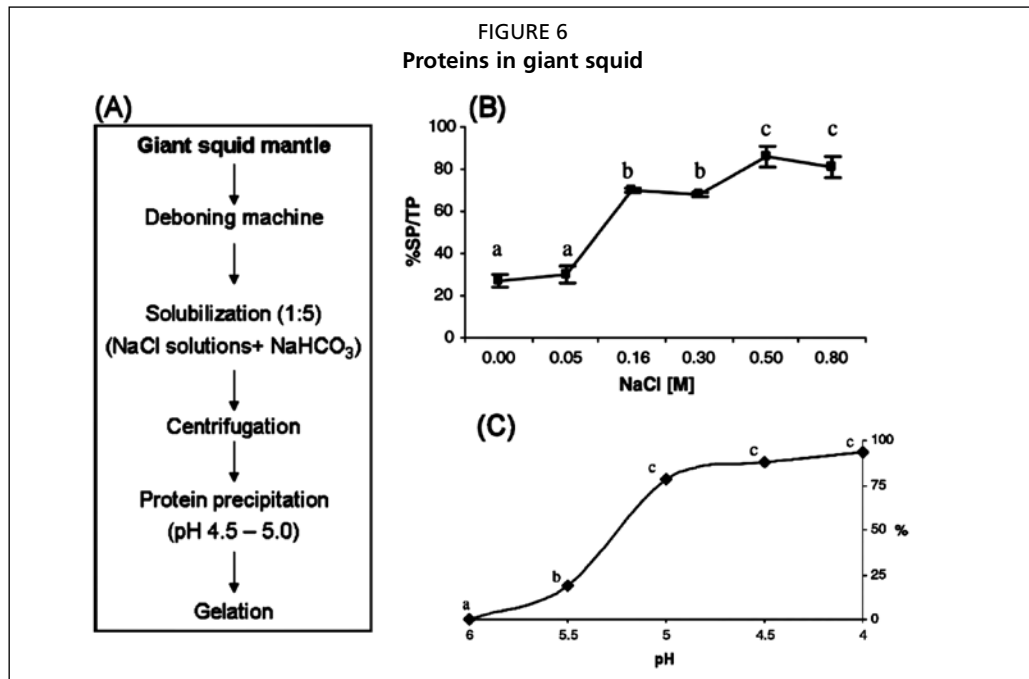 FIGURE 6
Proteins in giant squid
(A)
Giant squid mantle
Deboning machine
Solubilization (1:5)
(NaCl solutions+ NaHCO₃)
Centrifugation
Protein precipitation
(pH 4.5 – 5.0)
Gelation
(B)
100
80
60
40
20
0
%SP/TP
a
a
b
b
c
c
0.00 0.05 0.16 0.30 0.50 0.80
NaCl [M]
(C)
a
b
c
c
c
100
75
50
25
0
%
6 5.5 5 4.5 4
pH